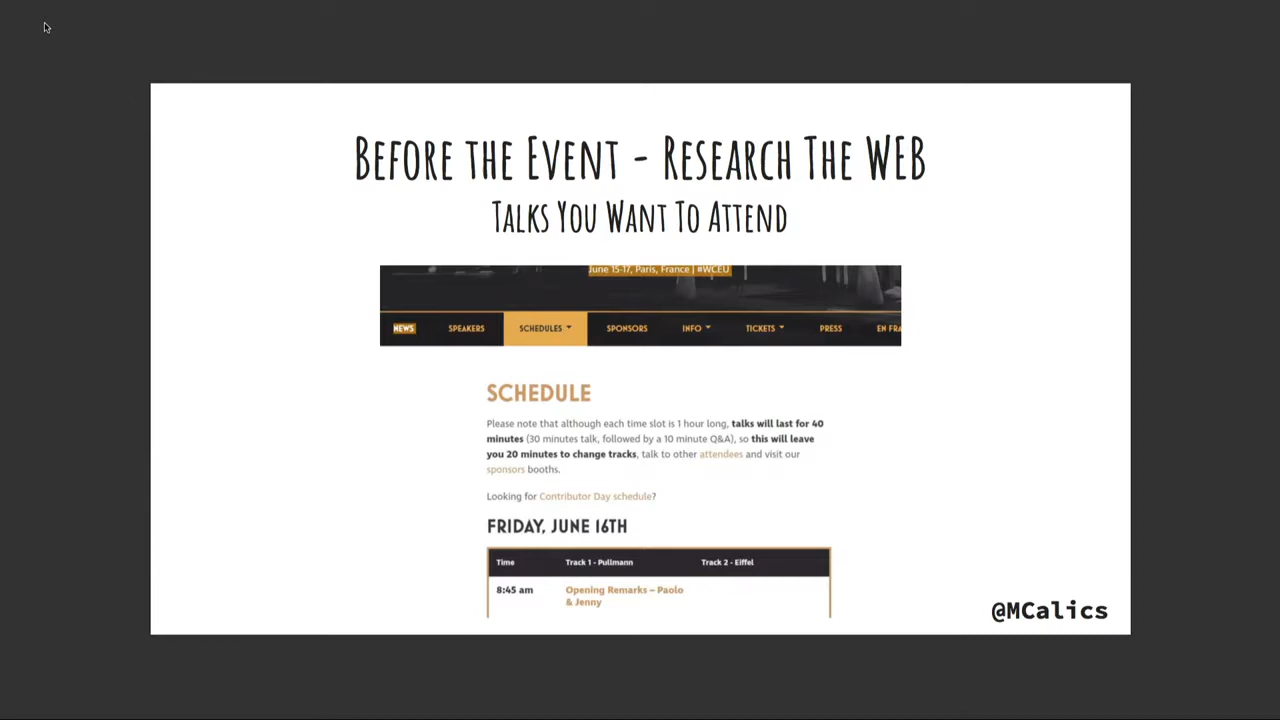 Before the Event - Research The WEB
Talks You Want To Attend
June 15-17, Paris, France | #WCEU
NEWS SPEAKERS SCHEDULES SPONSORS INFO TICKETS PRESS EN FRA
SCHEDULE
Please note that although each time slot is 1 hour long, talks will last for 40
minutes (30 minutes talk, followed by a 10 minute Q&A), so this will leave
you 20 minutes to change tracks, talk to other attendees and visit our
sponsors booths.
Looking for Contributor Day schedule?
FRIDAY, JUNE 16TH
Time Track 1 - Pullmann Track 2 - Eiffel
8:45 am Opening Remarks – Paolo
& Jenny
@MCalics